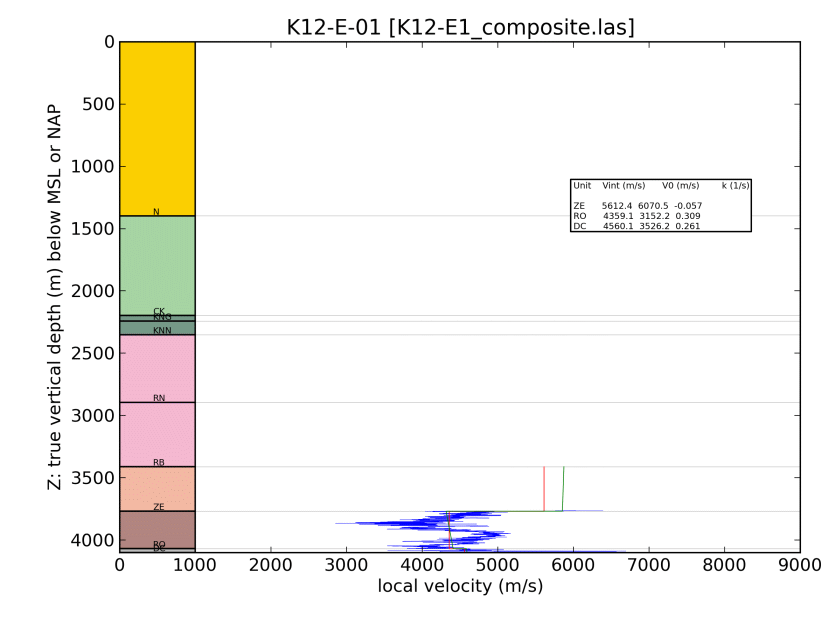 K12-E-01 [K12-E1_composite.las]
Z: true vertical depth (m) below MSL or NAP
0
500
1000
1500
2000
2500
3000
3500
4000
N
CK
KNG
KNN
RN
RB
ZE
RO
DC
Unit Vint (m/s) V0 (m/s) k (1/s)
ZE 5612.4 6070.5 -0.057
RO 4359.1 3152.2 0.309
DC 4560.1 3526.2 0.261
0 1000 2000 3000 4000 5000 6000 7000 8000 9000
local velocity (m/s)